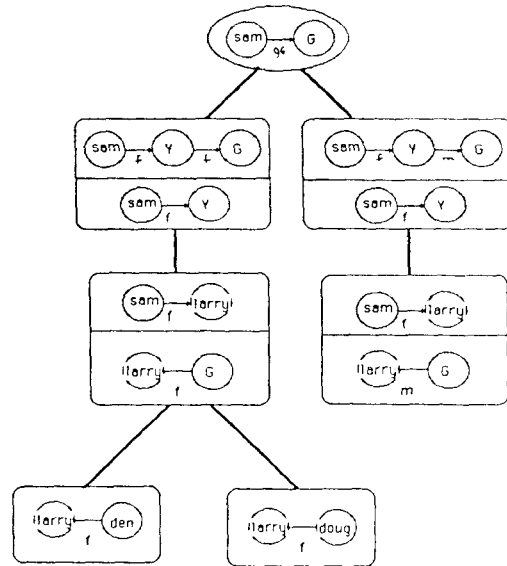 sam G
gf
sam Y G
f f
sam Y
f
sam Y G
f m
sam Y
f
sam larry
f
larry G
f
sam larry
f
larry G
m
larry den
f
larry doug
f